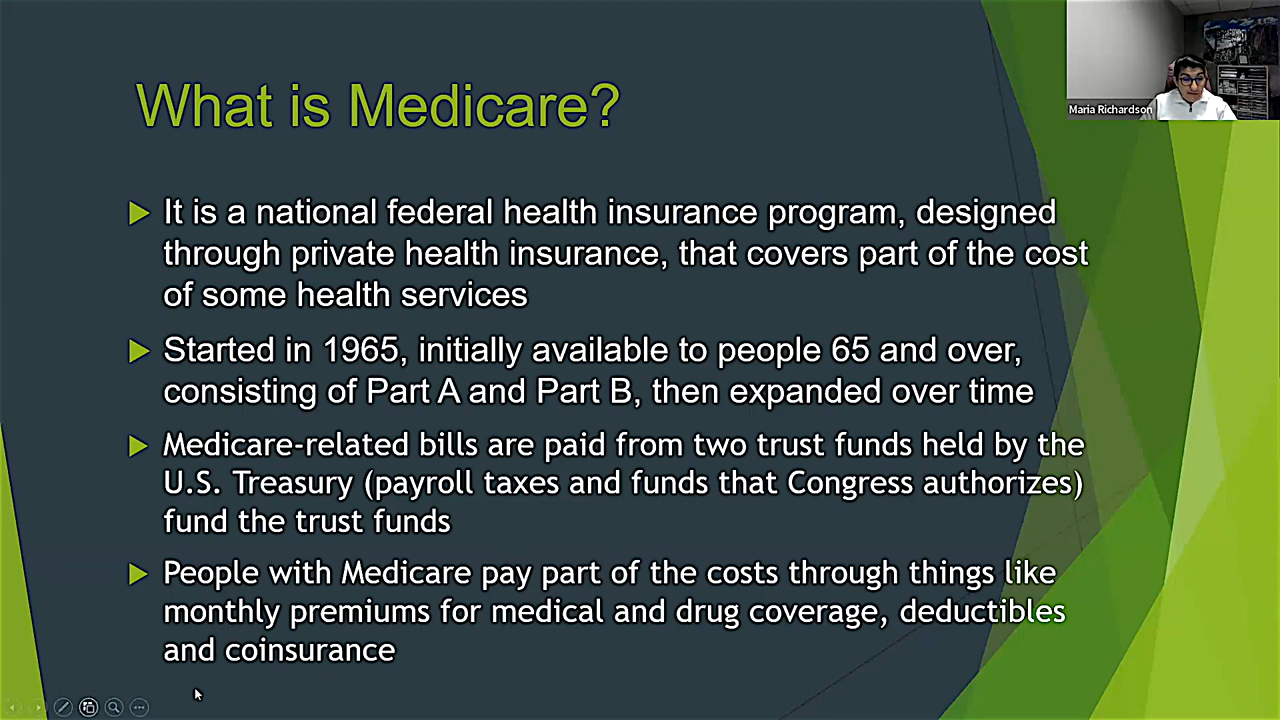 What is Medicare?
Maria Richardson
It is a national federal health insurance program, designed
through private health insurance, that covers part of the cost
of some health services
Started in 1965, initially available to people 65 and over,
consisting of Part A and Part B, then expanded over time
Medicare-related bills are paid from two trust funds held by the
U.S. Treasury (payroll taxes and funds that Congress authorizes)
fund the trust funds
People with Medicare pay part of the costs through things like
monthly premiums for medical and drug coverage, deductibles
and coinsurance